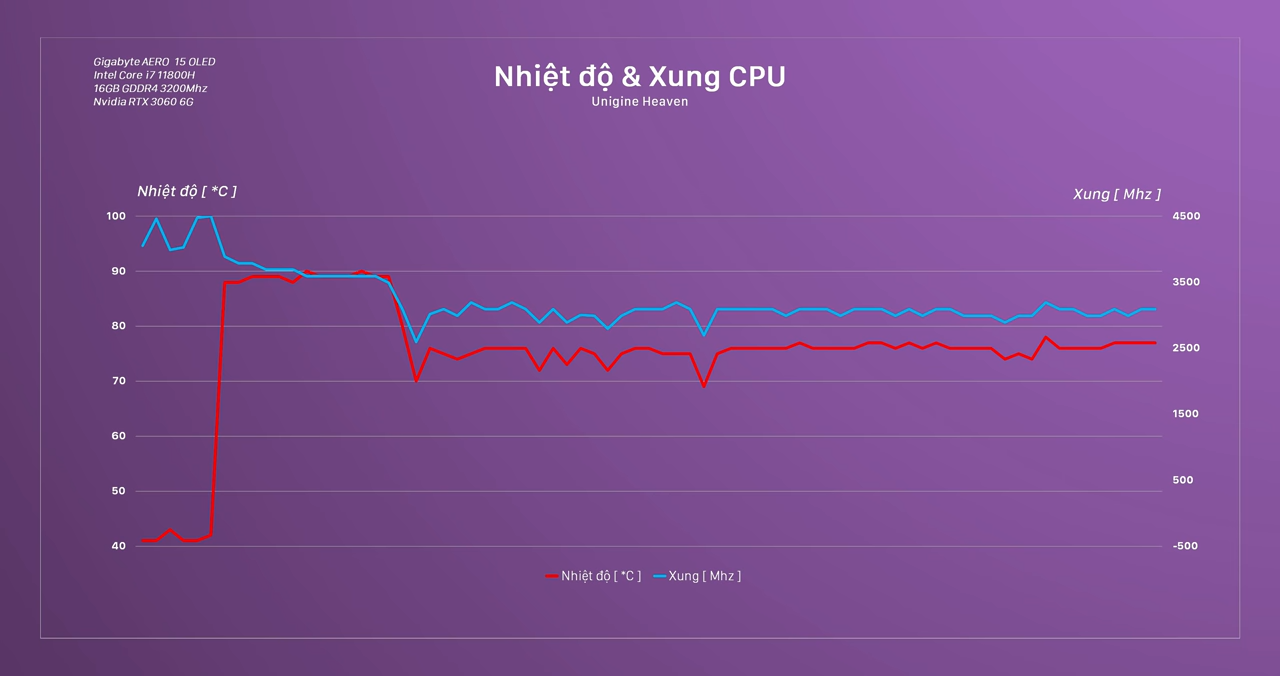 Gigabyte AERO  15 OLED
Intel Core i7 11800H
16GB GDDR4 3200Mhz
Nvidia RTX 3060 6G
Nhiệt độ & Xung CPU
Unigine Heaven
Nhiệt độ [ *C ]
Xung [ Mhz ]
100
4500
90
3500
80
2500
70
1500
60
500
50
40
-500
Nhiệt độ [ *C ]
Xung [ Mhz ]